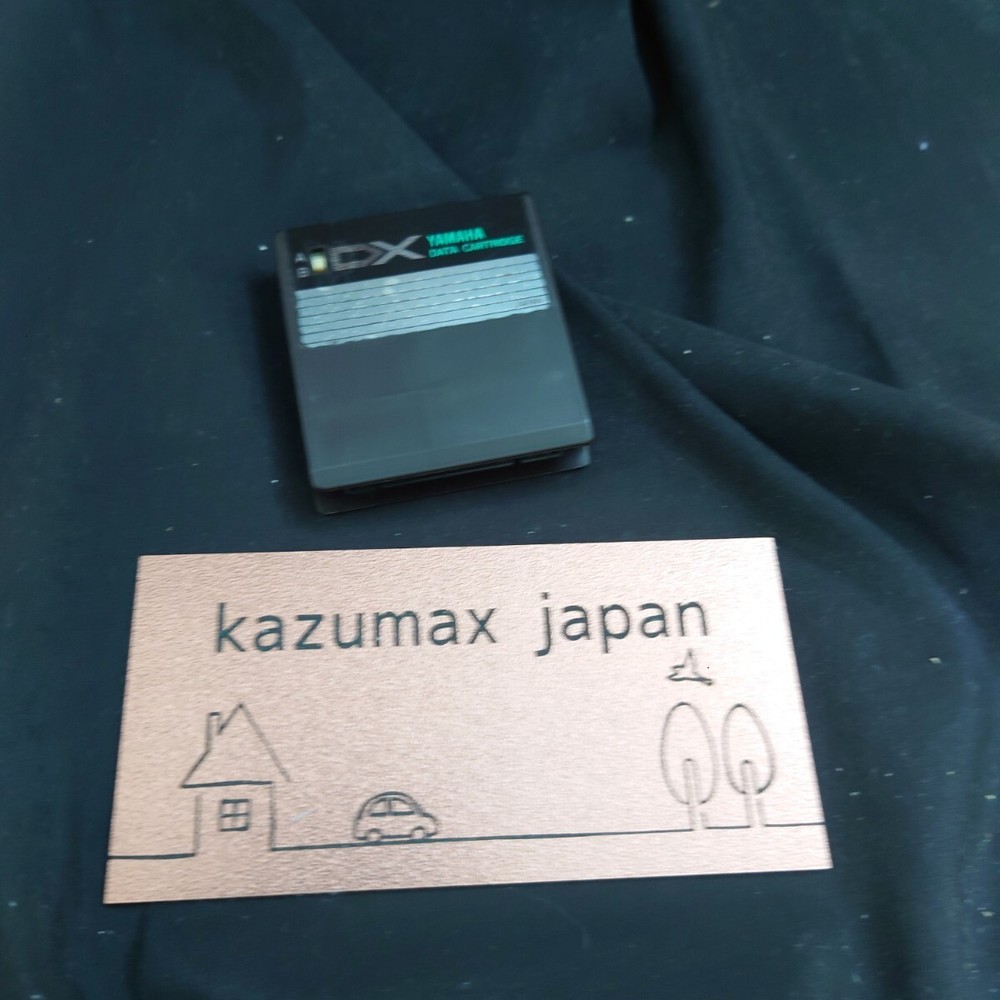 A
B
DX
YAMAHA
DATA CARTRIDGE
kazumax japan